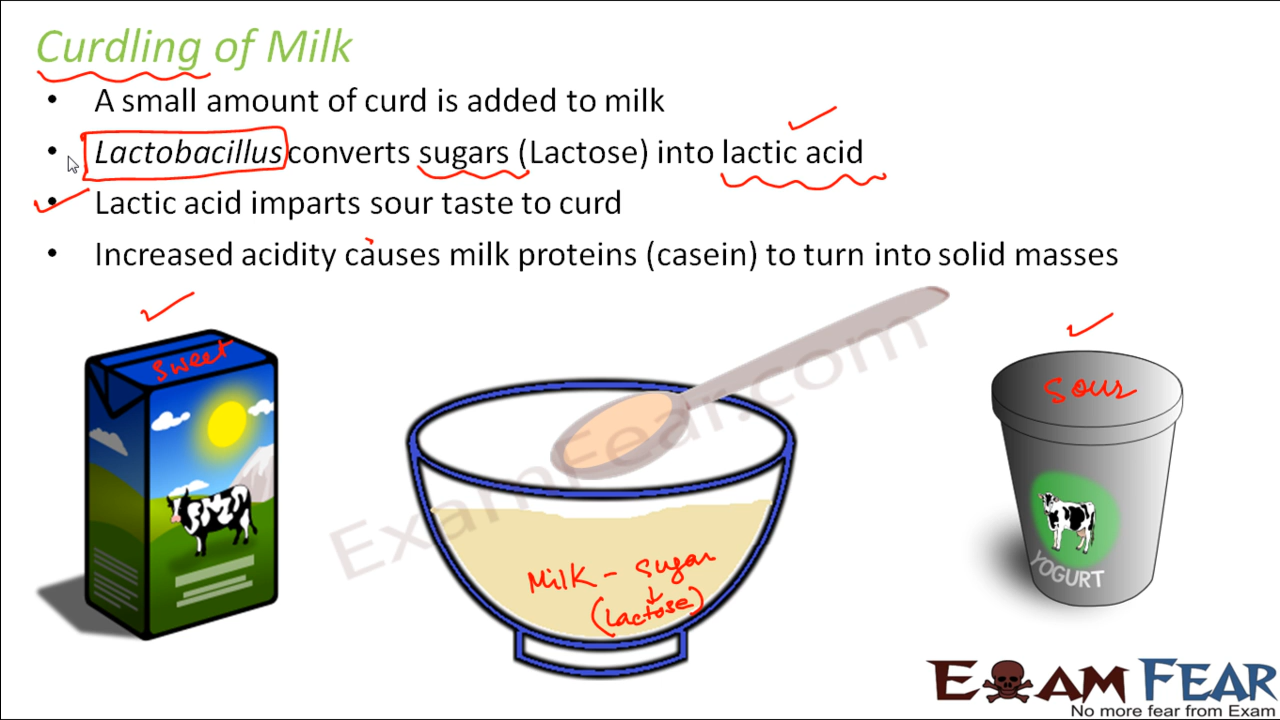 Curdling of Milk
• A small amount of curd is added to milk
• Lactobacillus converts sugars (Lactose) into lactic acid
• Lactic acid imparts sour taste to curd
• Increased acidity causes milk proteins (casein) to turn into solid masses
Sweet
Sour
ExamFear.com
Milk - sugar
(Lactose)
YOGURT
EXAM FEAR
No more fear from Exam